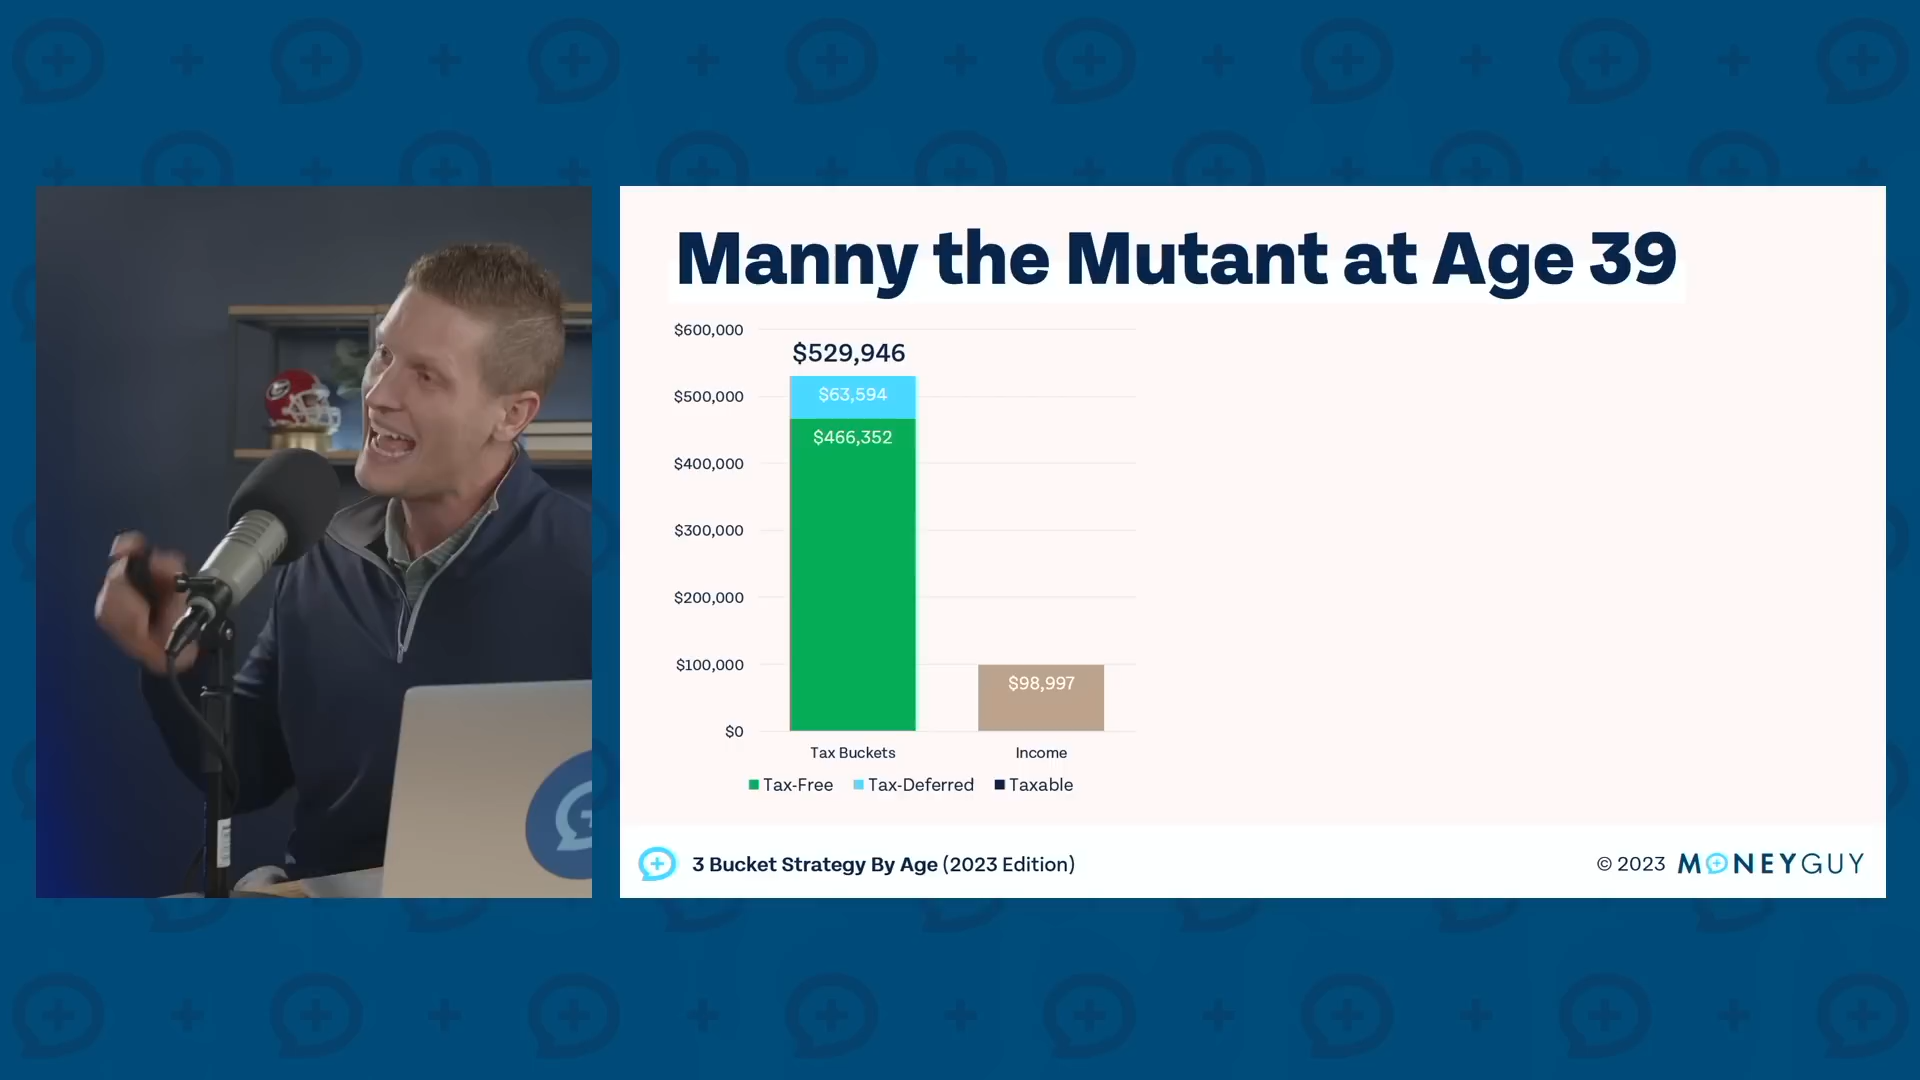 Manny the Mutant at Age 39
$600,000
$529,946
$500,000
$63,594
$466,352
$400,000
$300,000
$200,000
$100,000
$98,997
$0
Tax Buckets
Income
Tax-Free
Tax-Deferred
Taxable
3 Bucket Strategy By Age (2023 Edition)
© 2023 MONEYGUY